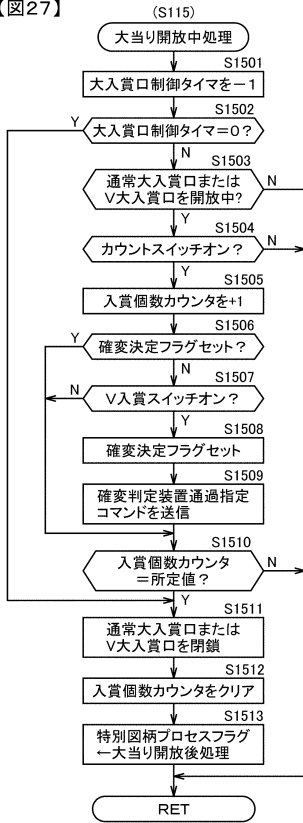 【図27】
(S115)
大当り開放中処理
S1501
大入賞口制御タイマを－1
S1502
Y
大入賞口制御タイマ＝0？
N
S1503
通常大入賞口または
V大入賞口を開放中?
N
Y
S1504
カウントスイッチオン？
N
Y
S1505
入賞個数カウンタを+1
S1506
Y
確変決定フラグセット？
N
S1507
N
V入賞スイッチオン？
Y
S1508
確変決定フラグセット
S1509
確変判定装置通過指定
コマンドを送信
S1510
入賞個数カウンタ
＝所定値？
N
Y
S1511
通常大入賞口または
V大入賞口を閉鎖
S1512
入賞個数カウンタをクリア
S1513
特別図柄プロセスフラグ
←大当り開放後処理
RET